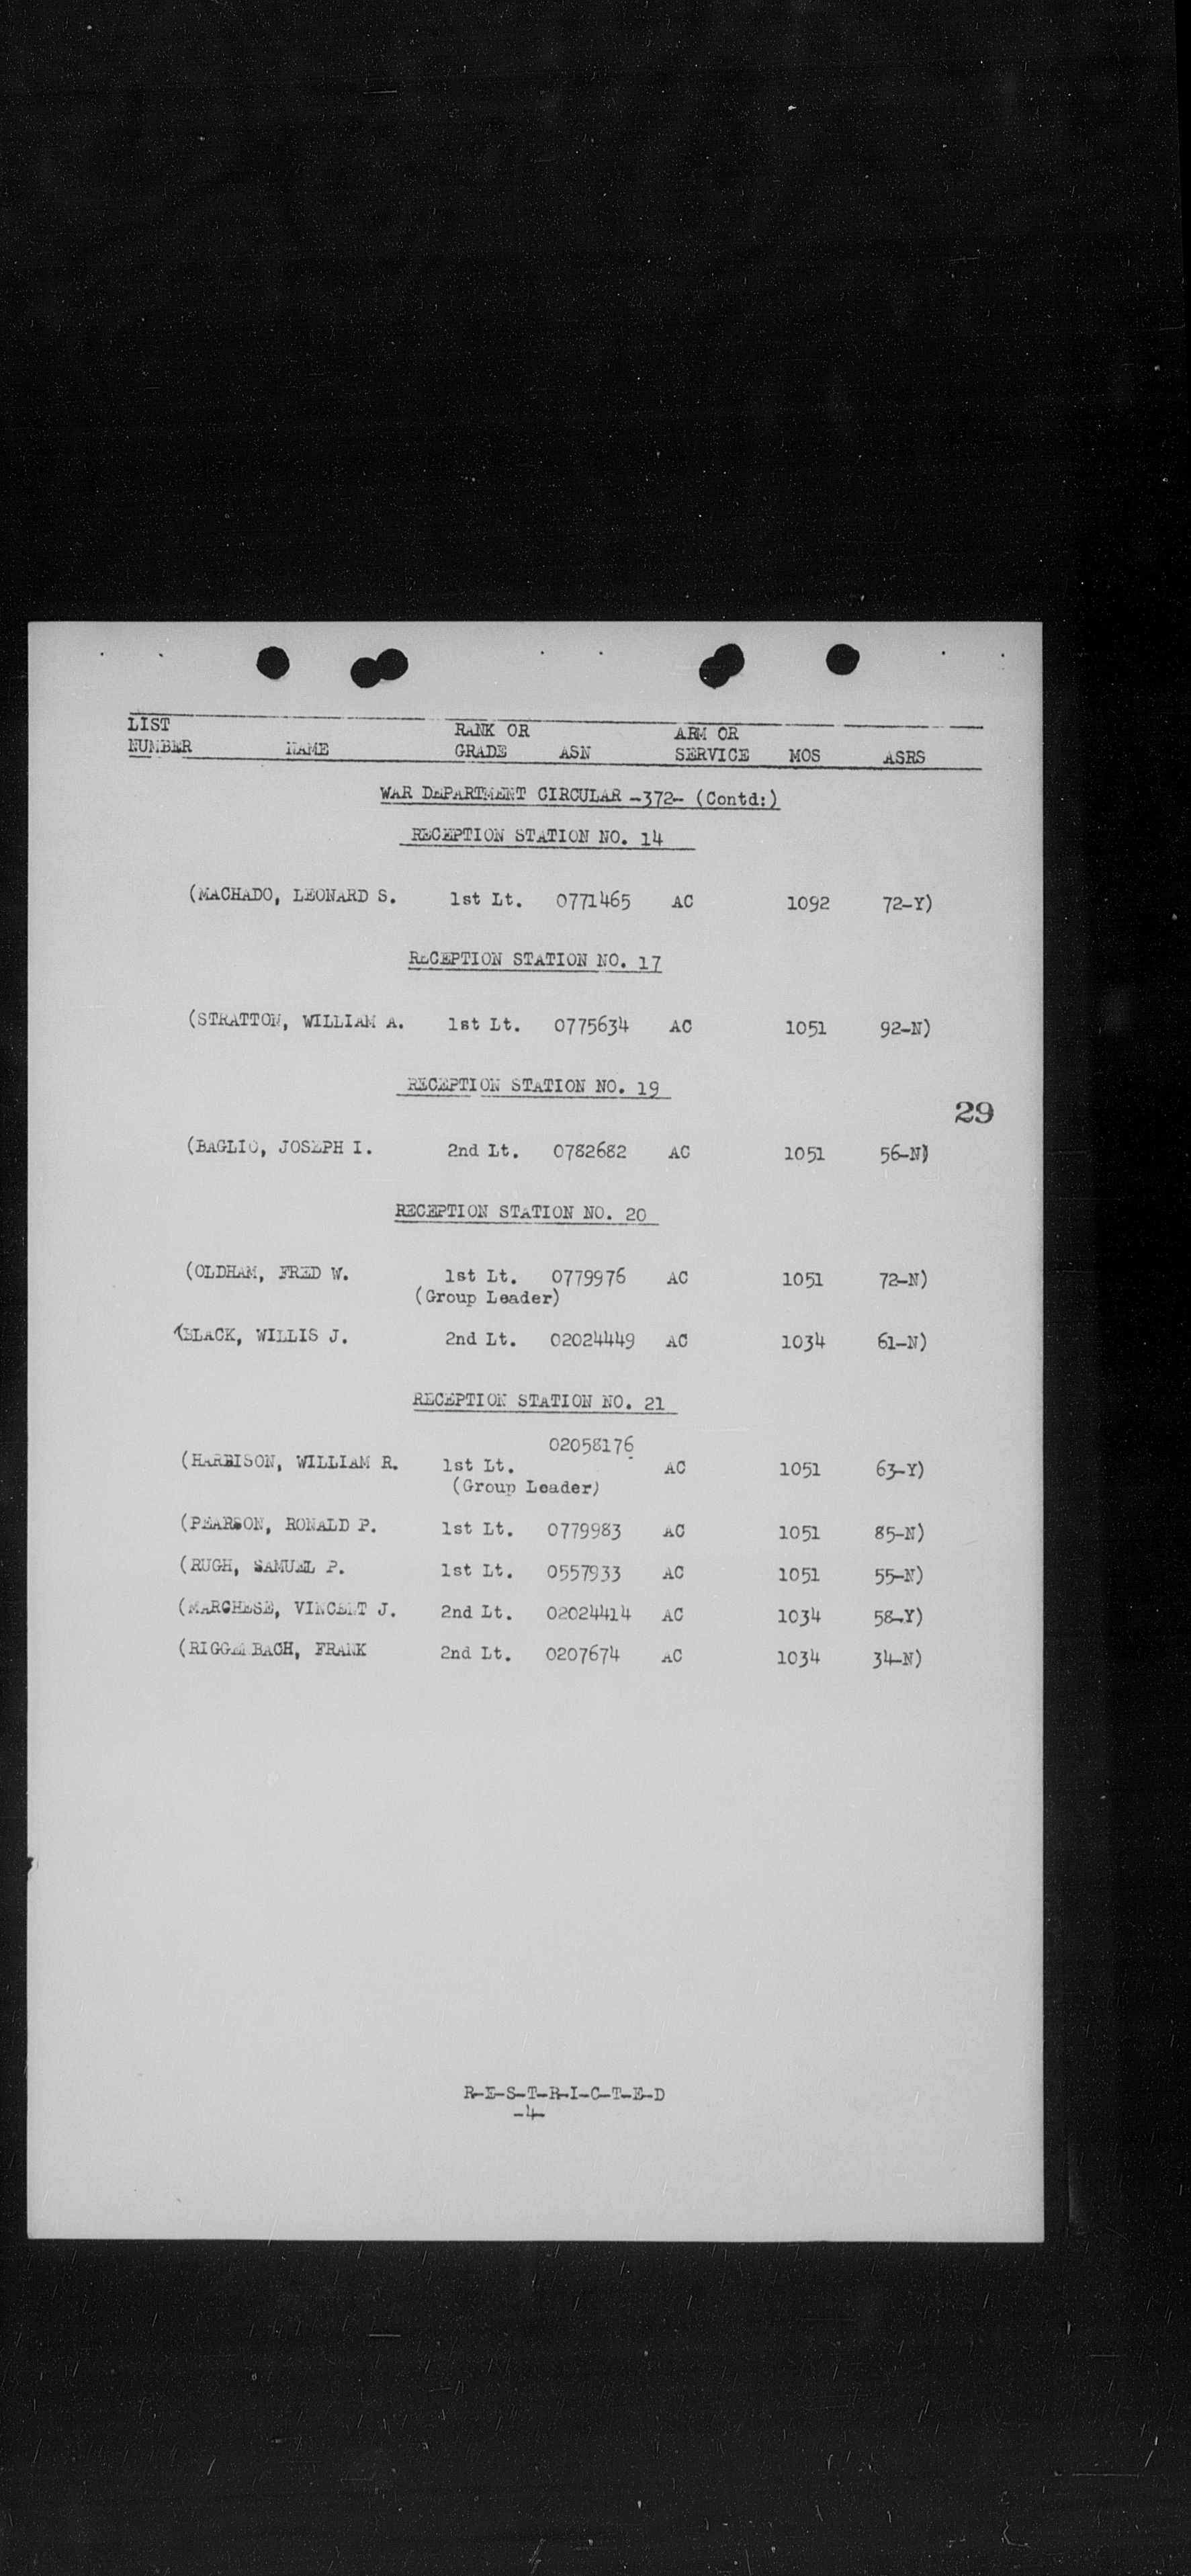 LIST RANK OR ARM OR
NUMBER NAME GRADE ASN SERVICE MOS ASRS
WAR DEPARTMENT CIRCULAR -372- (Contd:)
RECEPTION STATION NO. 14
(MACHADO, LEONARD S. 1st Lt. 0771465 AC 1092 72-Y)
RECEPTION STATION NO. 17
(STRATTON, WILLIAM A. 1st Lt. 0775634 AC 1051 92-N)
RECEPTION STATION NO. 19
29
(BAGLIO, JOSEPH I. 2nd Lt. 0782682 AC 1051 56-N)
RECEPTION STATION NO. 20
(OLDHAM, FRED W. 1st Lt. 0779976 AC 1051 72-N)
(Group Leader)
(BLACK, WILLIS J. 2nd Lt. 02024449 AC 1034 61-N)
RECEPTION STATION NO. 21
02058176
(HARBISON, WILLIAM R. 1st Lt. AC 1051 63-Y)
(Group Leader)
(PEARSON, RONALD P. 1st Lt. 0779983 AC 1051 85-N)
(RUGH, SAMUEL P. 1st Lt. 0557933 AC 1051 55-N)
(MARCHESE, VINCENT J. 2nd Lt. 02024414 AC 1034 58-Y)
(RIGGENBACH, FRANK 2nd Lt. 0207674 AC 1034 34-N)
R-E-S-T-R-I-C-T-E-D
-4-